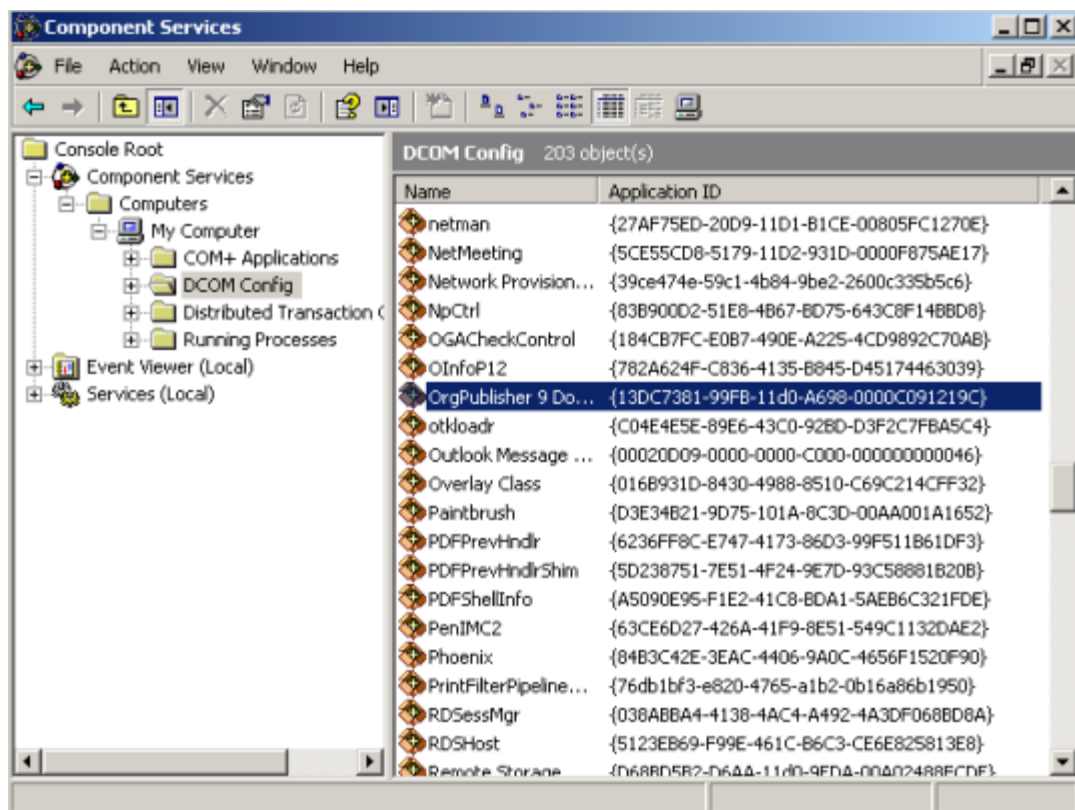 Component Services
File Action View Window Help
Console Root
Component Services
Computers
My Computer
COM+ Applications
DCOM Config
Distributed Transaction C
Running Processes
Event Viewer (Local)
Services (Local)
DCOM Config 203 object(s)
Name Application ID
netman {27AF75ED-20D9-11D1-B1CE-00805FC1270E}
NetMeeting {5CE55CD8-5179-11D2-931D-0000F875AE17}
Network Provision... {39ce474e-59c1-4b84-9be2-2600c335b5c6}
NpCtrl {83B900D2-51E8-4B67-BD75-643C8F14BBD8}
OGACheckControl {184CB7FC-E0B7-490E-A225-4CD9892C70AB}
OInfoP12 {782A624F-C836-4135-B845-D45174463039}
OrgPublisher 9 Do... {13DC7381-99FB-11d0-A698-0000C091219C}
otkloadr {C04E4E5E-89E6-43C0-92BD-D3F2C7FBA5C4}
Outlook Message ... {00020D09-0000-0000-C000-000000000046}
Overlay Class {016B931D-8430-4988-8510-C69C214CFF32}
Paintbrush {D3E34B21-9D75-101A-8C3D-00AA001A1652}
PDFPrevHndlr {6236FF8C-E747-4173-86D3-99F511B61DF3}
PDFPrevHndlrShim {5D238751-7E51-4F24-9E7D-93C58881B20B}
PDFShellInfo {A5090E95-F1E2-41C8-BDA1-5AEB6C321FDE}
PenIMC2 {63CE6D27-426A-41F9-8E51-549C1132DAE2}
Phoenix {84B3C42E-3EAC-4406-9A0C-4656F1520F90}
PrintFilterPipeline... {76db1bf3-e820-4765-a1b2-0b16a86b1950}
RDSessMgr {038ABBA4-4138-4AC4-A492-4A3DF068BD8A}
RDSHost {5123EB69-F99E-461C-B6C3-CE6E825813E8}
Remote Storage {D68BD5B2-D6AA-11d0-9EDA-00A02488ECDE}